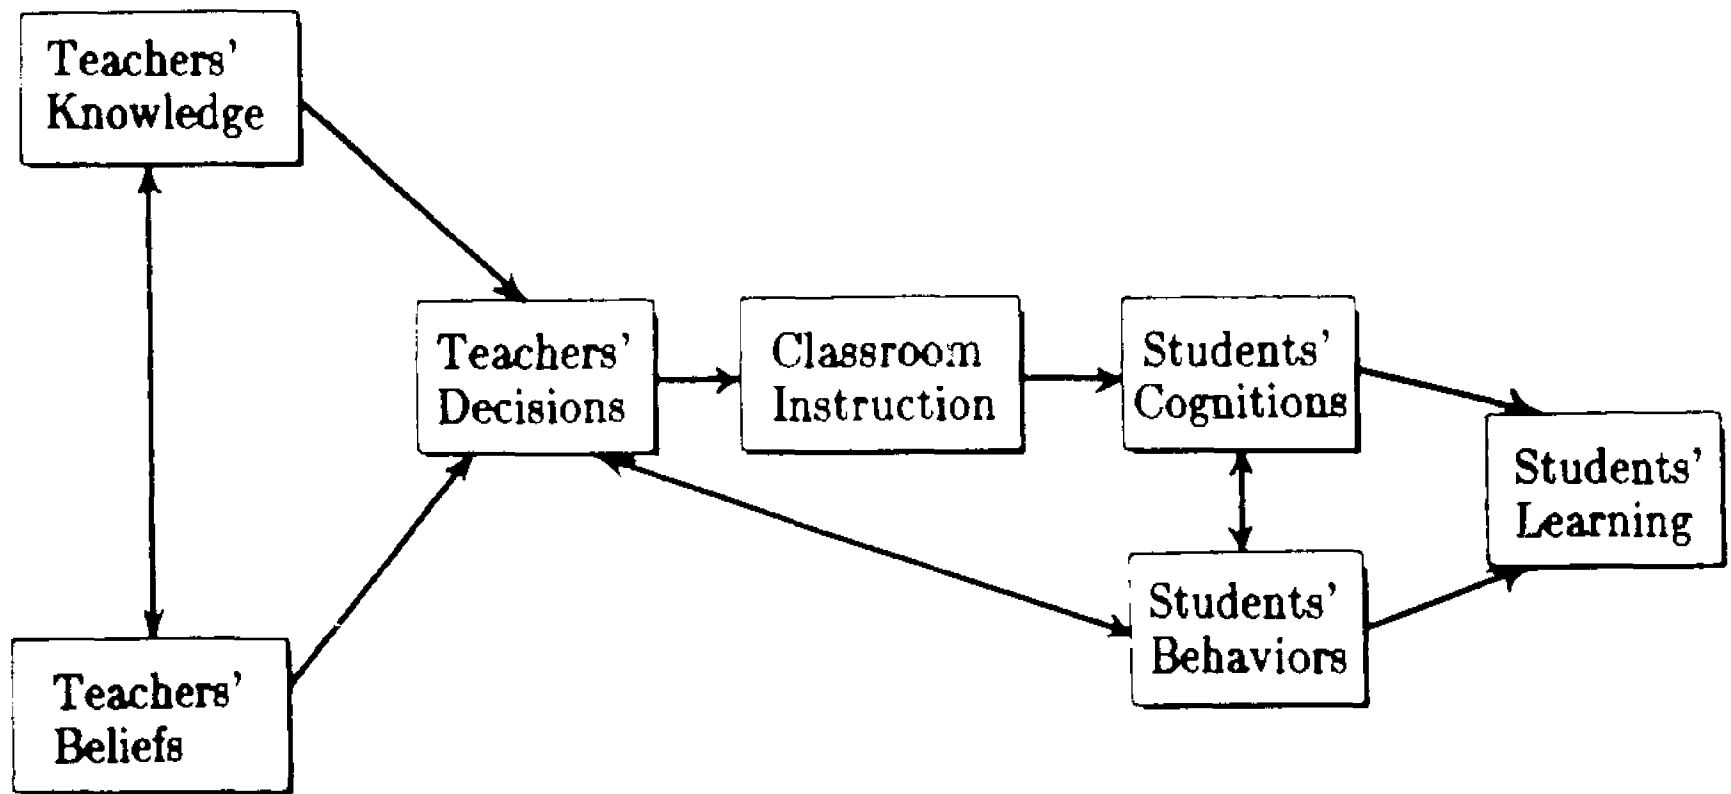 Teachers'
Knowledge
Teachers'
Decisions
Classroom
Instruction
Students'
Cognitions
Students'
Learning
Students'
Behaviors
Teachers'
Beliefs